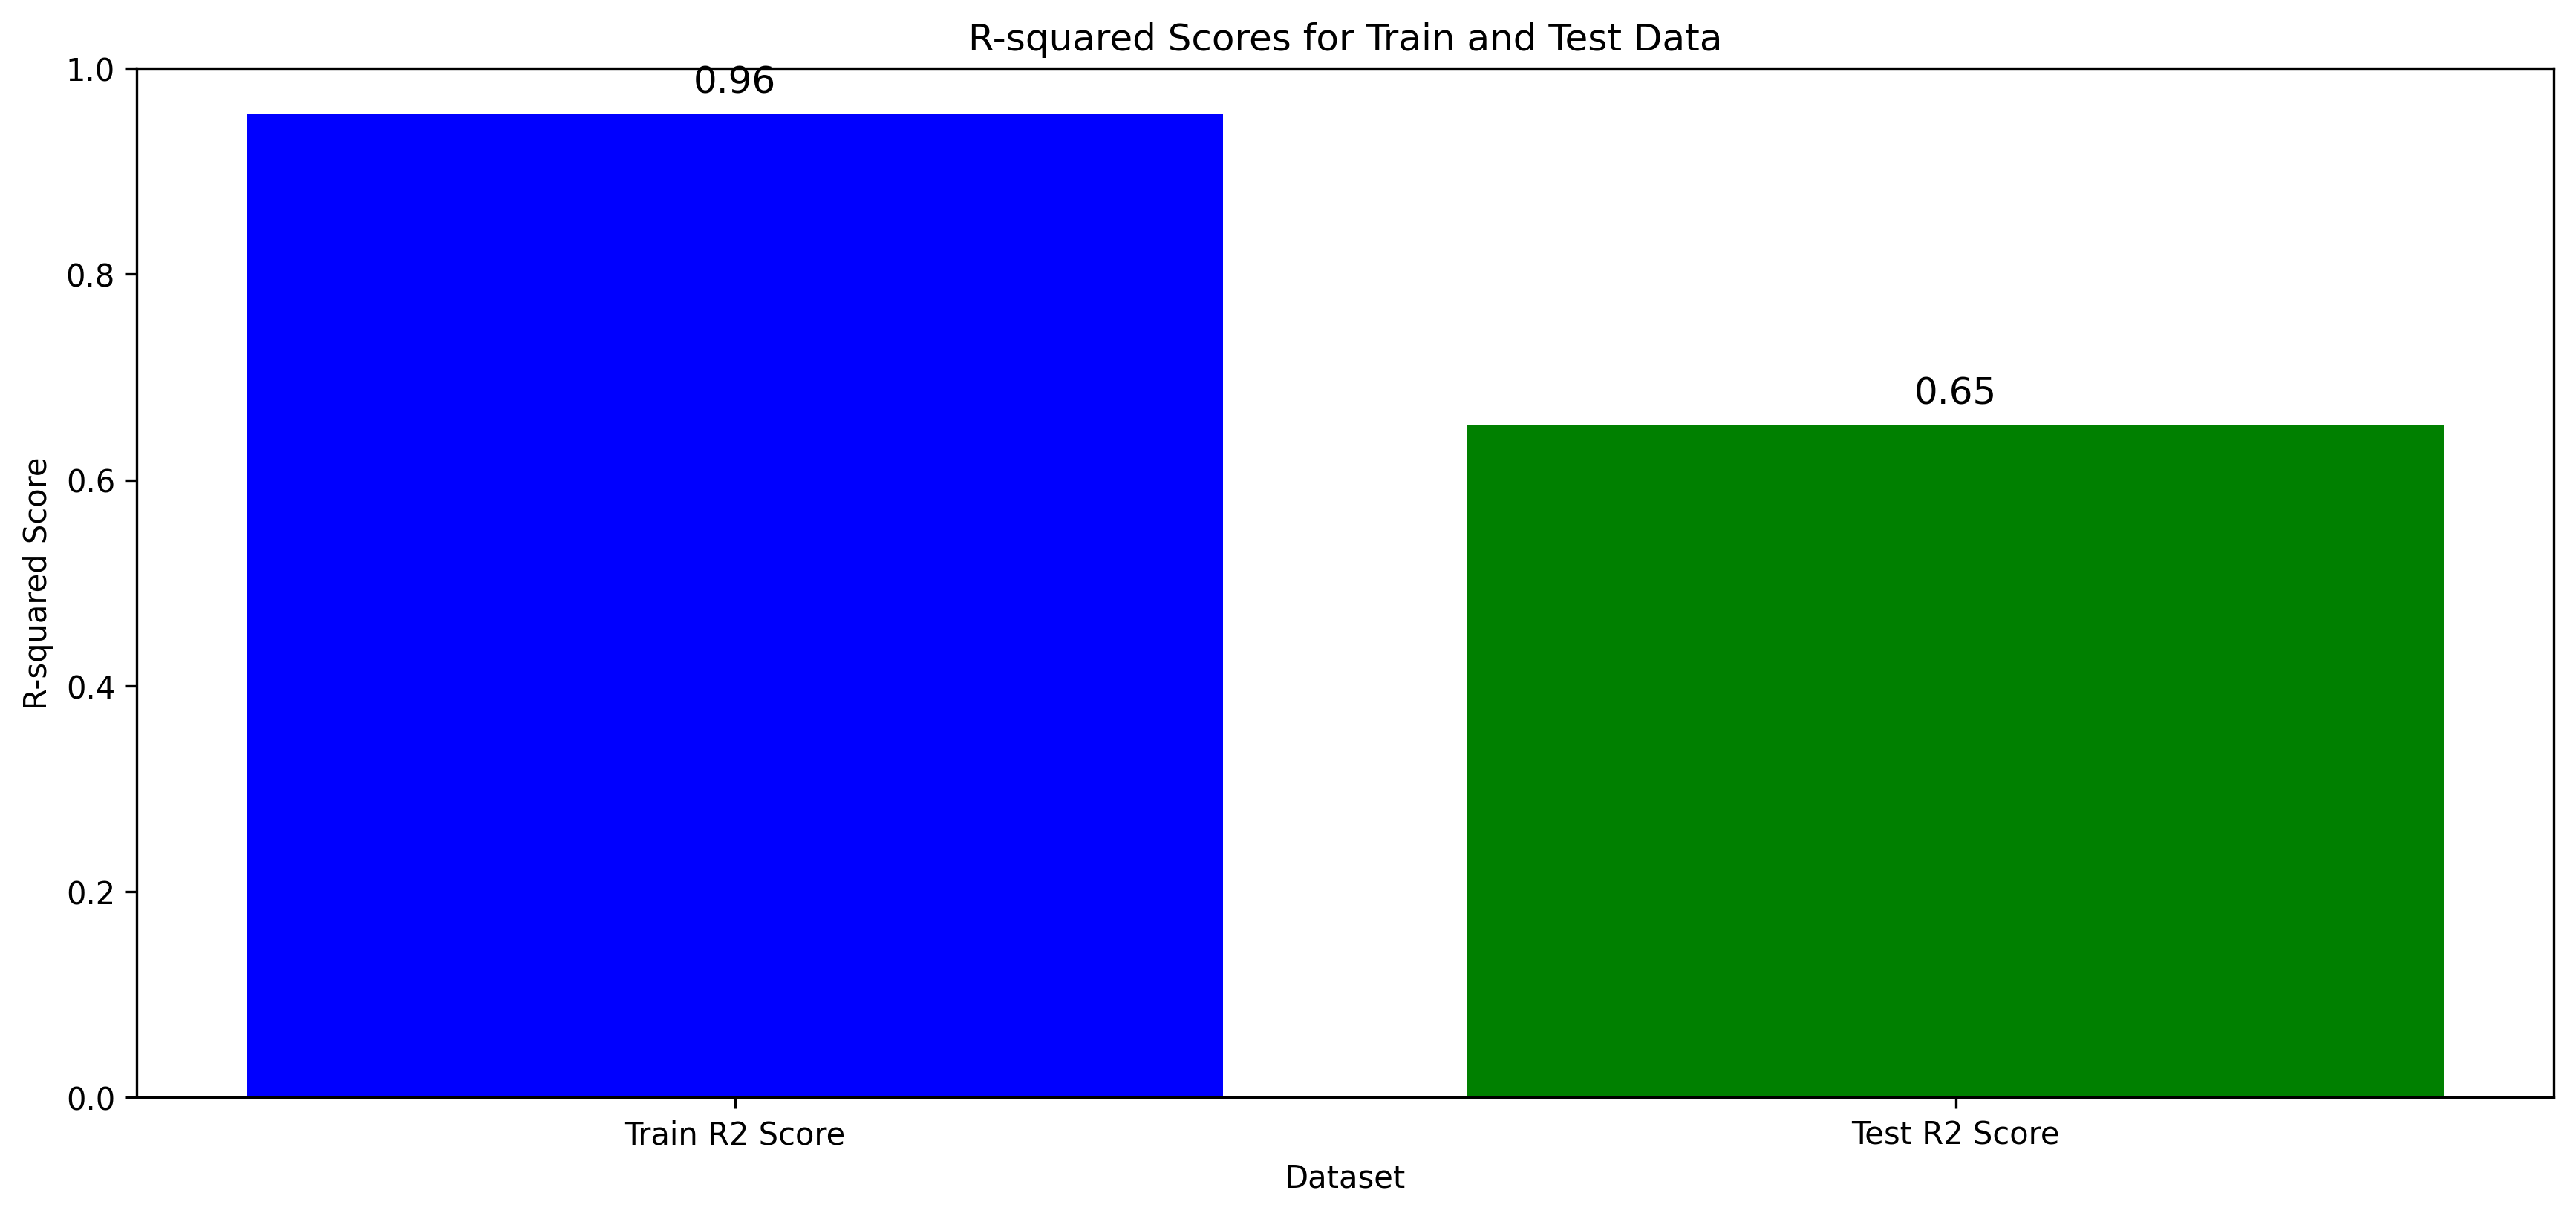 R-squared Scores for Train and Test Data
1.0
0.96
0.8
0.65
0.6
R-squared Score
0.4
0.2
0.0
Train R2 Score
Test R2 Score
Dataset